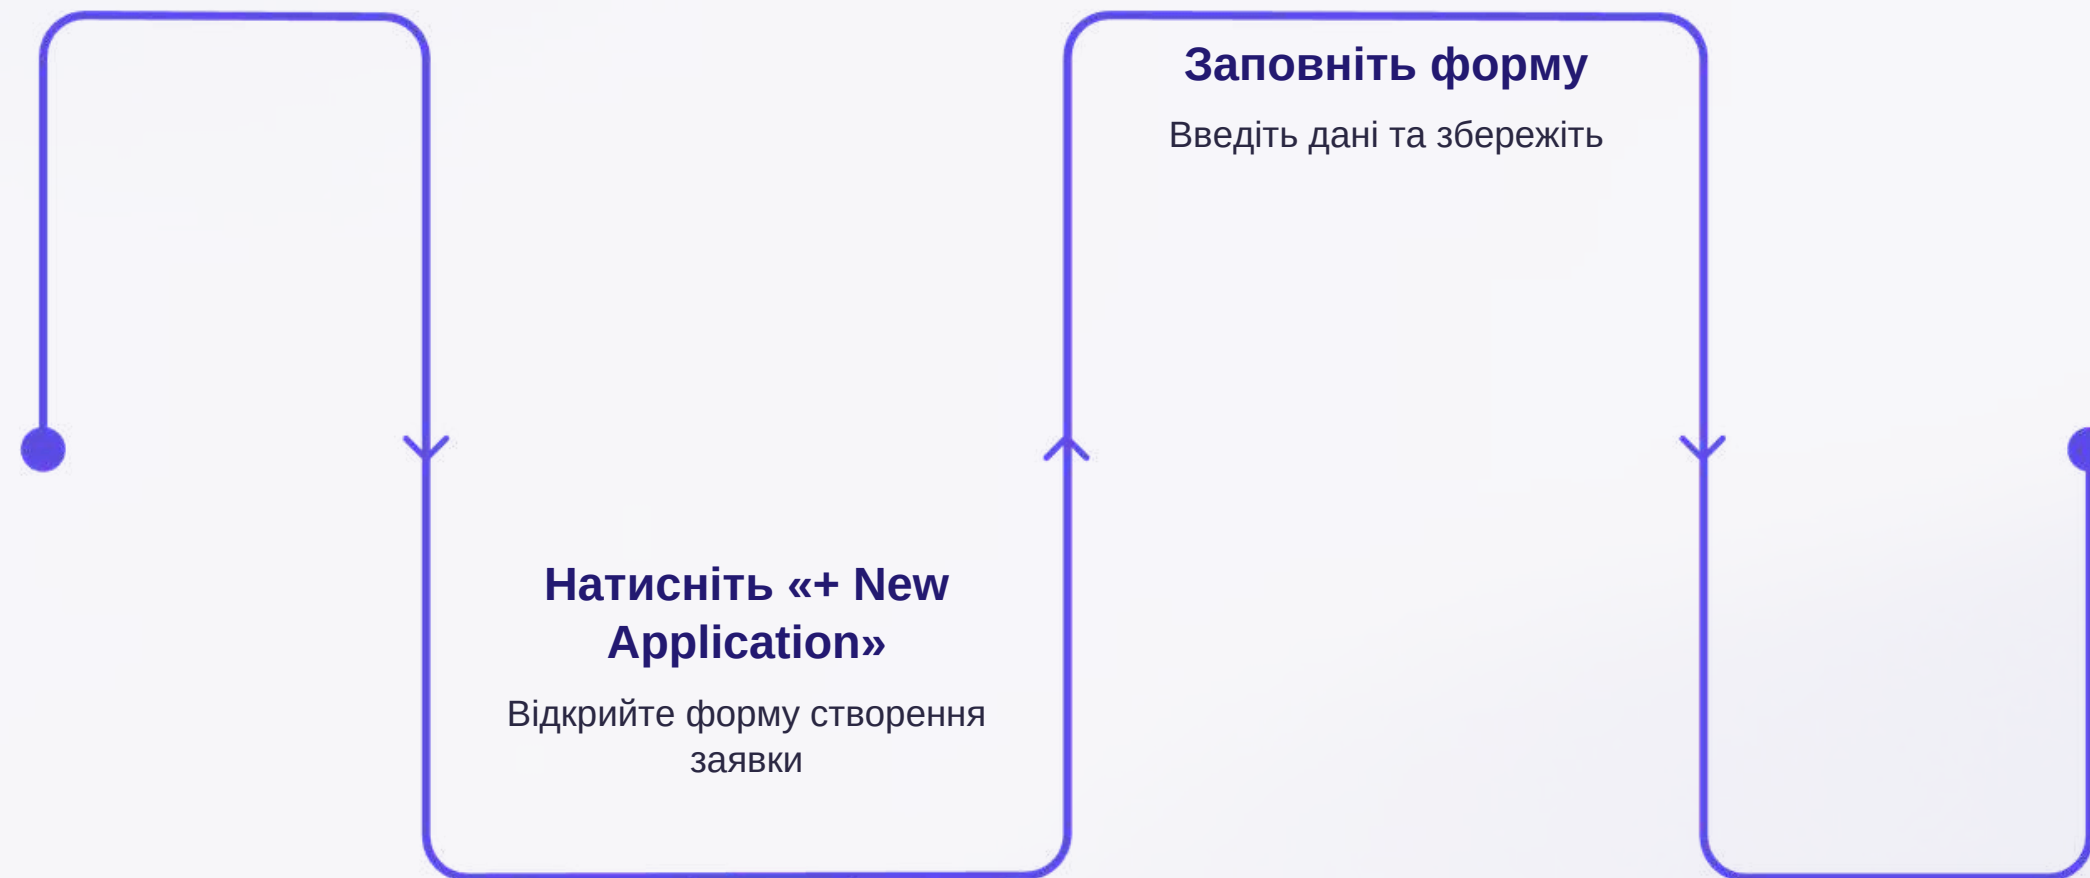 Натисніть «+ New
Application»
Відкрийте форму створення
заявки
Заповніть форму
Введіть дані та збережіть